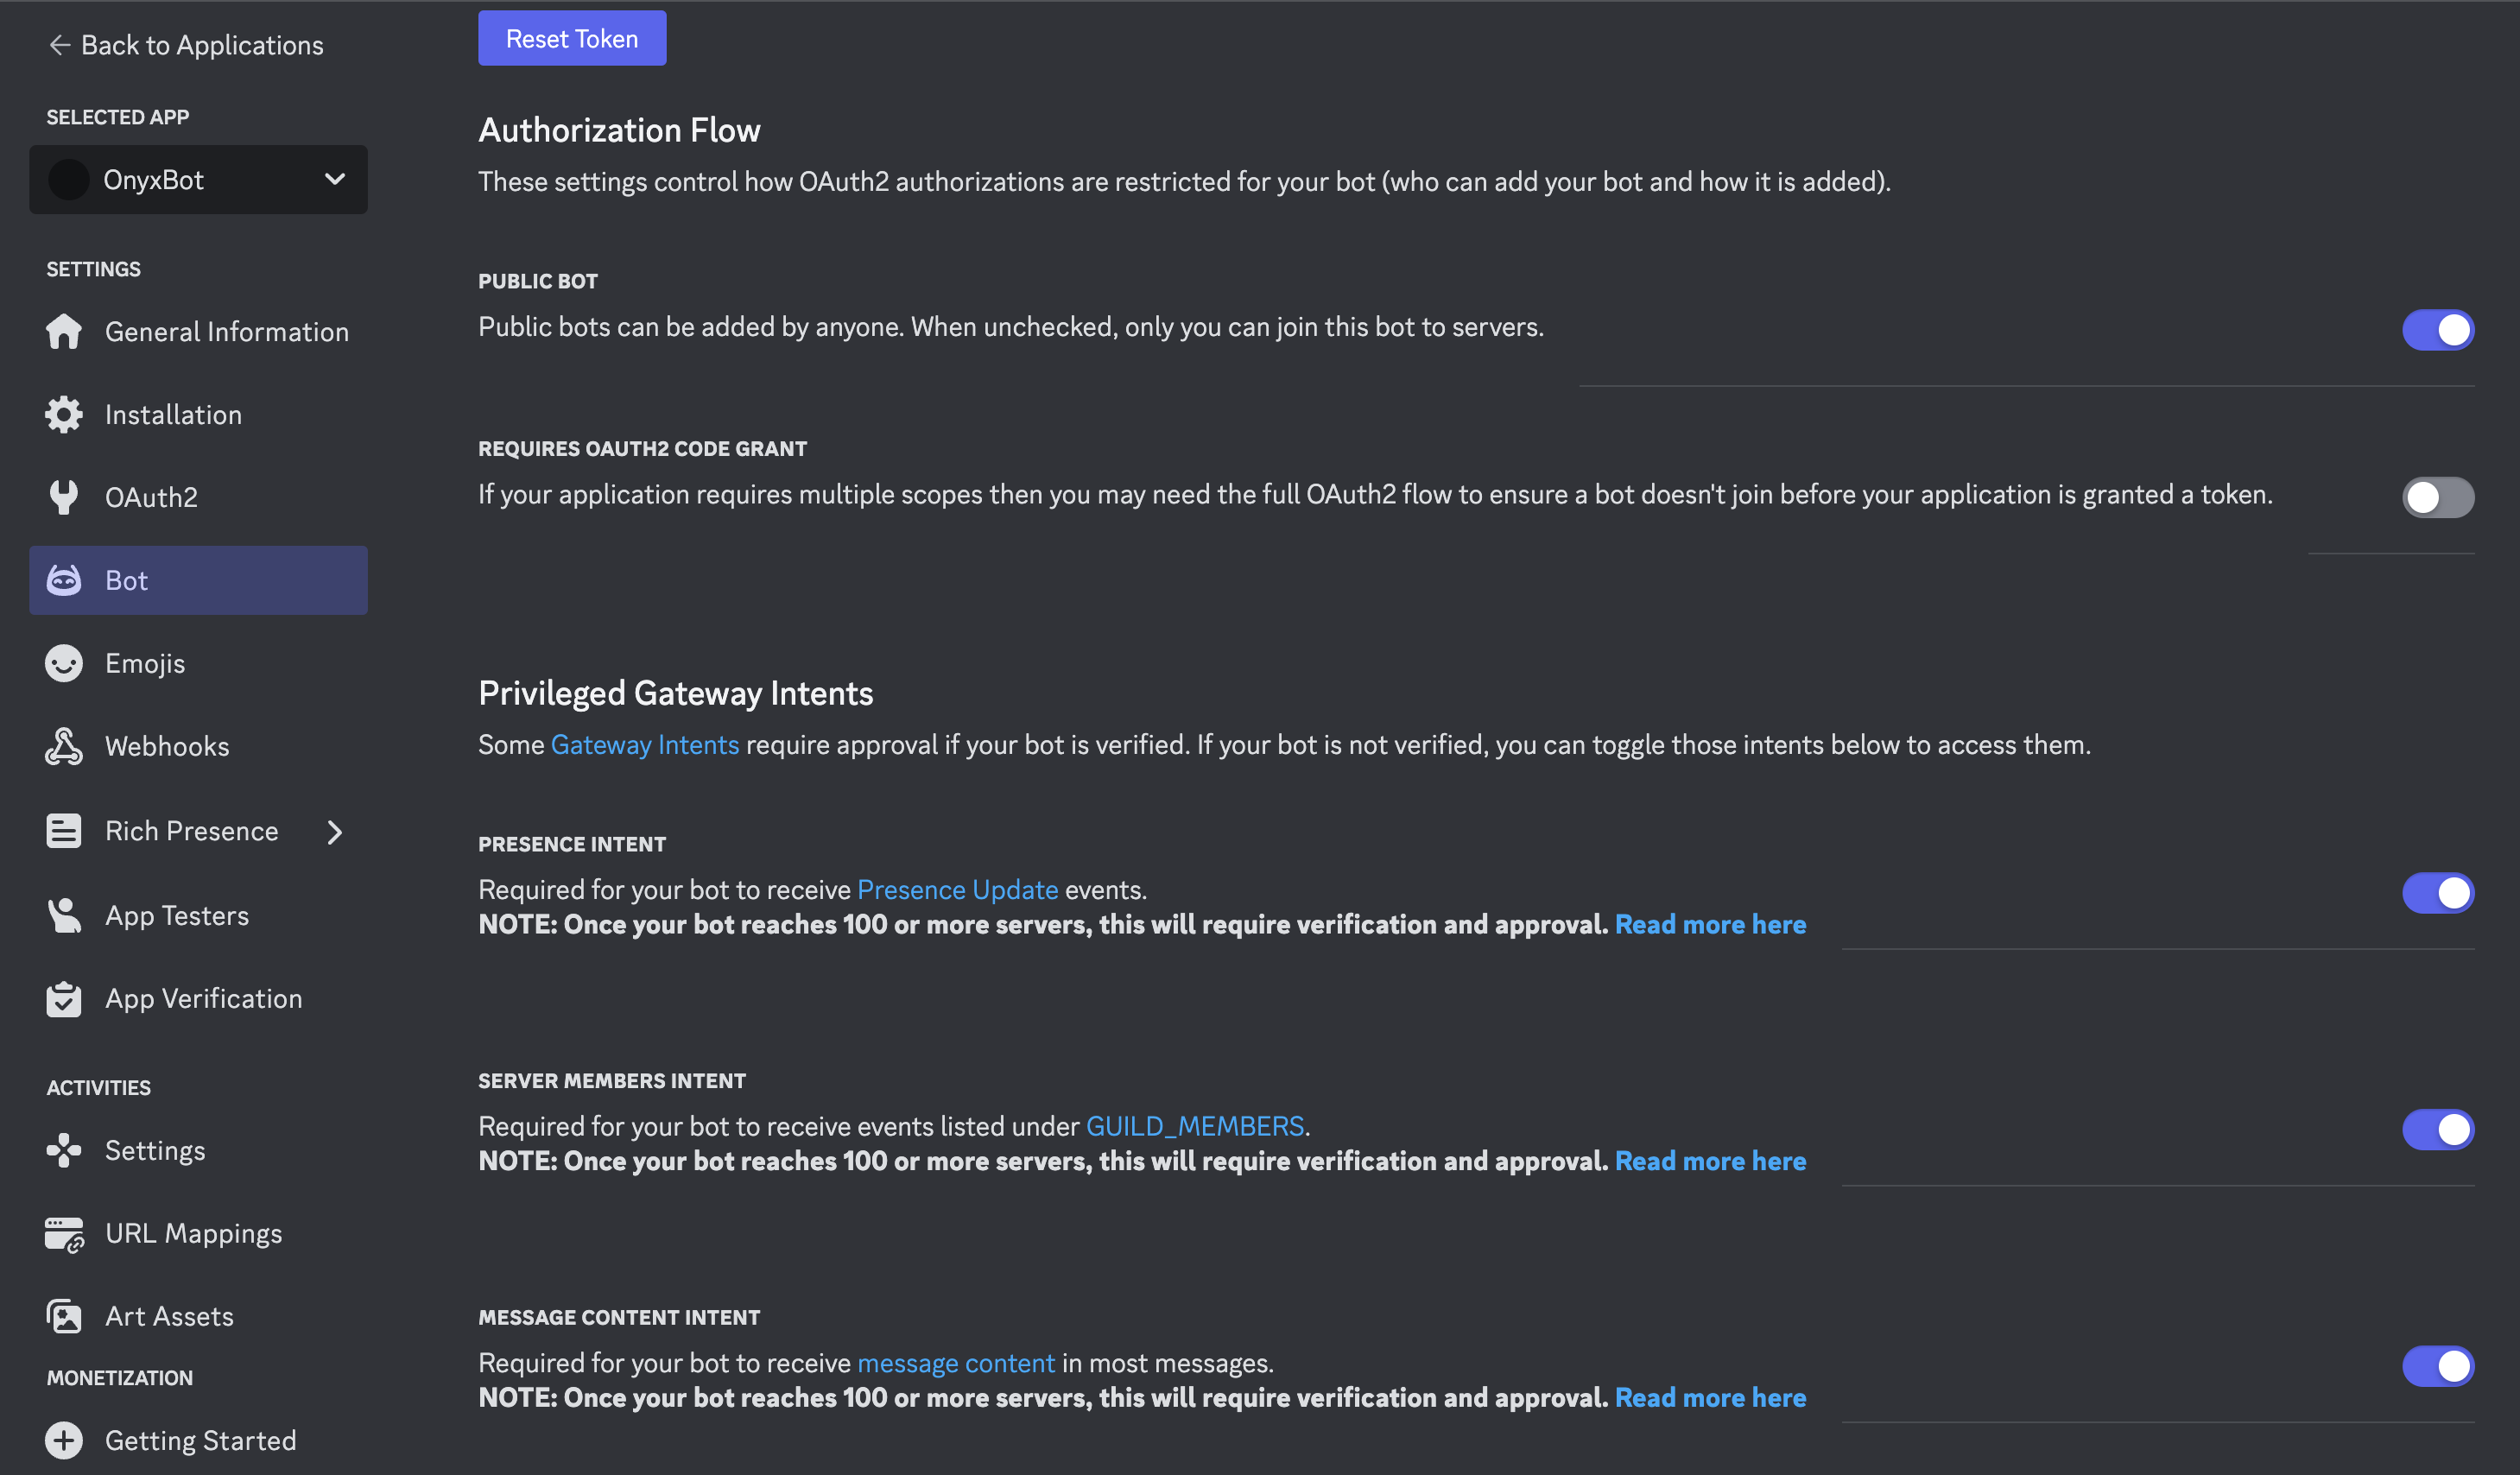 Back to Applications
SELECTED APP
OnyxBot
SETTINGS
General Information
Installation
OAuth2
Bot
Emojis
Webhooks
Rich Presence
App Testers
App Verification
ACTIVITIES
Settings
URL Mappings
Art Assets
MONETIZATION
Getting Started
Reset Token
Authorization Flow
These settings control how OAuth2 authorizations are restricted for your bot (who can add your bot and how it is added).
PUBLIC BOT
Public bots can be added by anyone. When unchecked, only you can join this bot to servers.
REQUIRES OAUTH2 CODE GRANT
If your application requires multiple scopes then you may need the full OAuth2 flow to ensure a bot doesn't join before your application is granted a token.
Privileged Gateway Intents
Some Gateway Intents require approval if your bot is verified. If your bot is not verified, you can toggle those intents below to access them.
PRESENCE INTENT
Required for your bot to receive Presence Update events.
NOTE: Once your bot reaches 100 or more servers, this will require verification and approval. Read more here
SERVER MEMBERS INTENT
Required for your bot to receive events listed under GUILD_MEMBERS.
NOTE: Once your bot reaches 100 or more servers, this will require verification and approval. Read more here
MESSAGE CONTENT INTENT
Required for your bot to receive message content in most messages.
NOTE: Once your bot reaches 100 or more servers, this will require verification and approval. Read more here